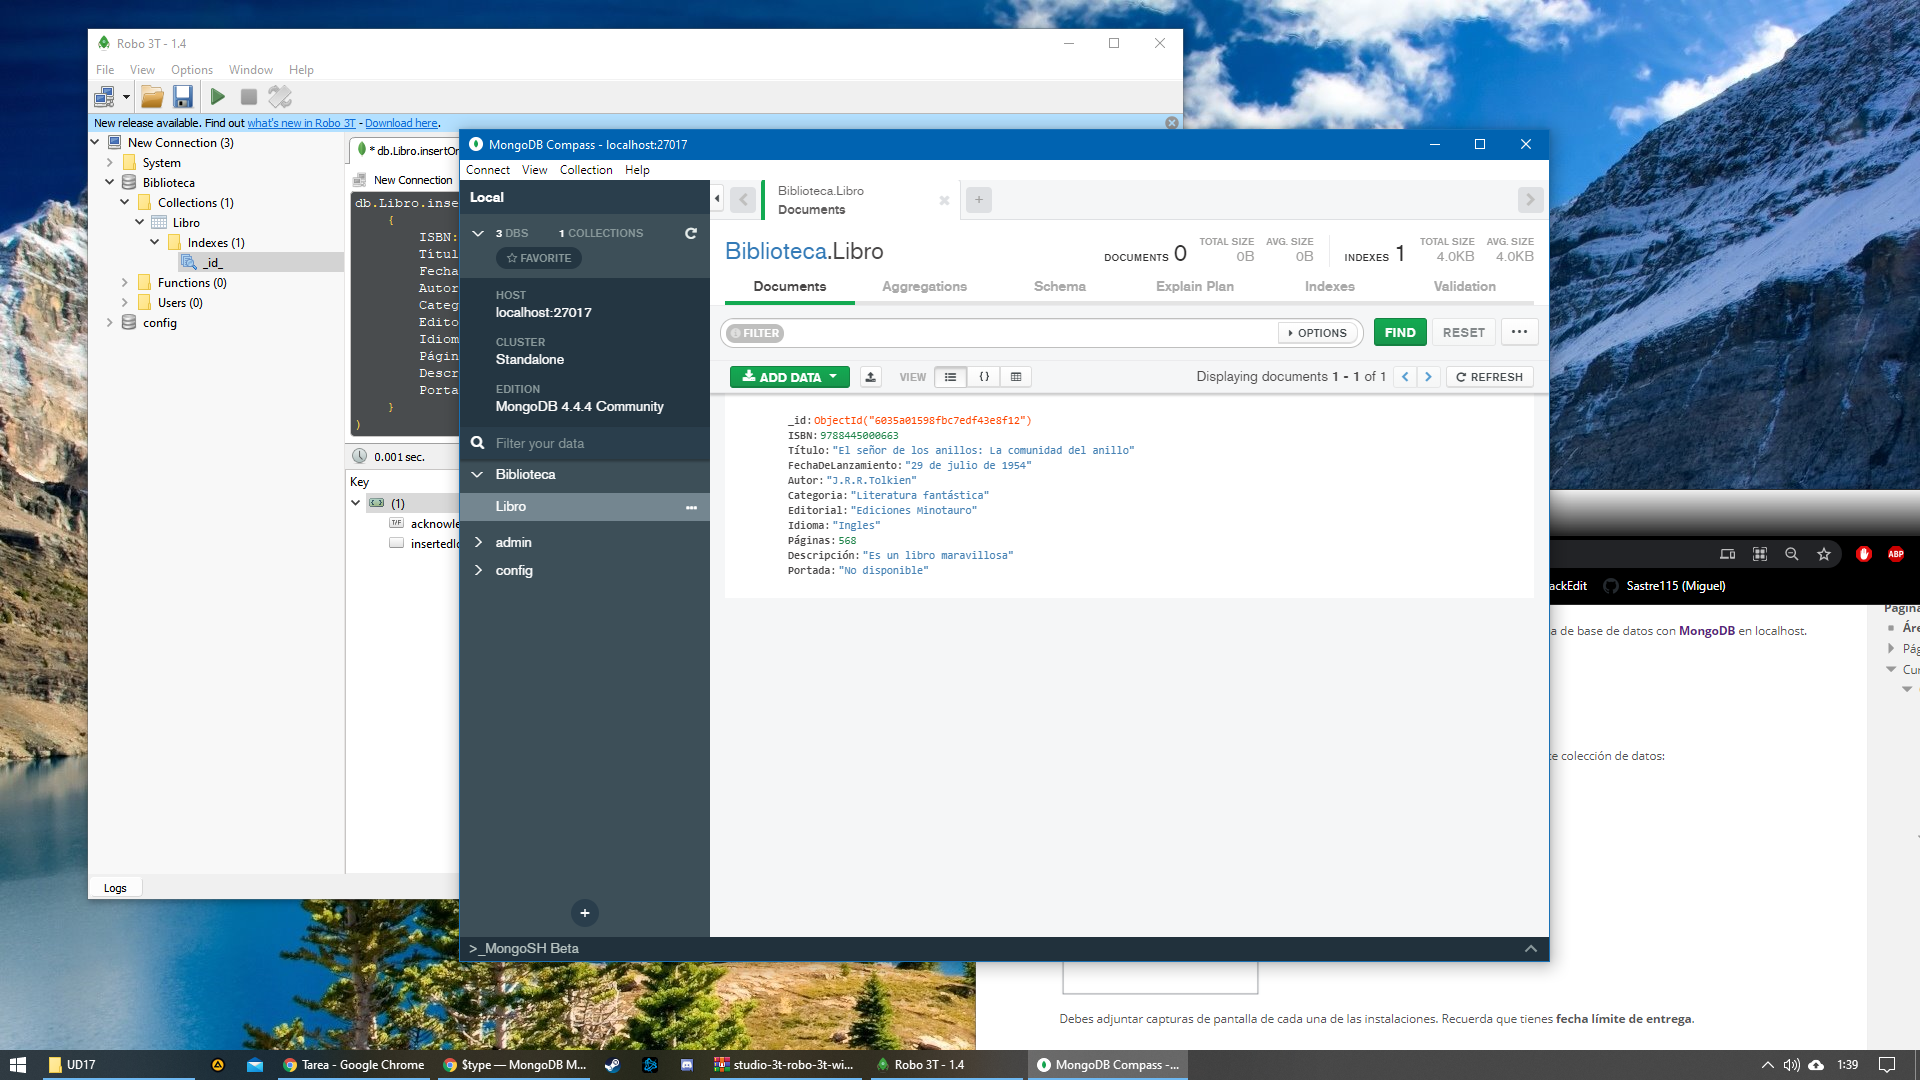 Robo 3T - 1.4
File View Options Window Help
New release available. Find out what's new in Robo 3T - Download here.
New Connection (3)
System
Biblioteca
Collections (1)
Libro
Indexes (1)
_id_
Functions (0)
Users (0)
config
Logs
* db.Libro.insertOn
New Connection
db.Libro.inse
{
ISBN:
Titul
Fecha
Autor
Categ
Edito
Idiom
Págin
Descr
Porta
}
)
0.001 sec.
Key
(1)
acknowle
insertedIc
MongoDB Compass - localhost:27017
Connect View Collection Help
Local
3 DBS 1 COLLECTIONS
FAVORITE
HOST
localhost:27017
CLUSTER
Standalone
EDITION
MongoDB 4.4.4 Community
Filter your data
Biblioteca
Libro
admin
config
>_MongoSH Beta
Biblioteca.Libro
Documents
Biblioteca.Libro
DOCUMENTS 0 TOTAL SIZE 0B AVG. SIZE 0B INDEXES 1 TOTAL SIZE 4.0KB AVG. SIZE 4.0KB
Documents Aggregations Schema Explain Plan Indexes Validation
FILTER OPTIONS FIND RESET
ADD DATA VIEW Displaying documents 1 - 1 of 1 REFRESH
_id: ObjectId("6035a01598fbc7edf43e8f12")
ISBN: 9788445000663
Título: "El señor de los anillos: La comunidad del anillo"
FechaDeLanzamiento: "29 de julio de 1954"
Autor: "J.R.R.Tolkien"
Categoria: "Literatura fantástica"
Editorial: "Ediciones Minotauro"
Idioma: "Ingles"
Páginas: 568
Descripción: "Es un libro maravillosa"
Portada: "No disponible"
ABP
ackEdit Sastre115 (Miguel)
a de base de datos con MongoDB en localhost.
Página
Áre
Pág
Cur
te colección de datos:
Debes adjuntar capturas de pantalla de cada una de las instalaciones. Recuerda que tienes fecha límite de entrega.
UD17
Tarea - Google Chrome
$type — MongoDB M...
studio-3t-robo-3t-wi...
Robo 3T - 1.4
MongoDB Compass -...
1:39